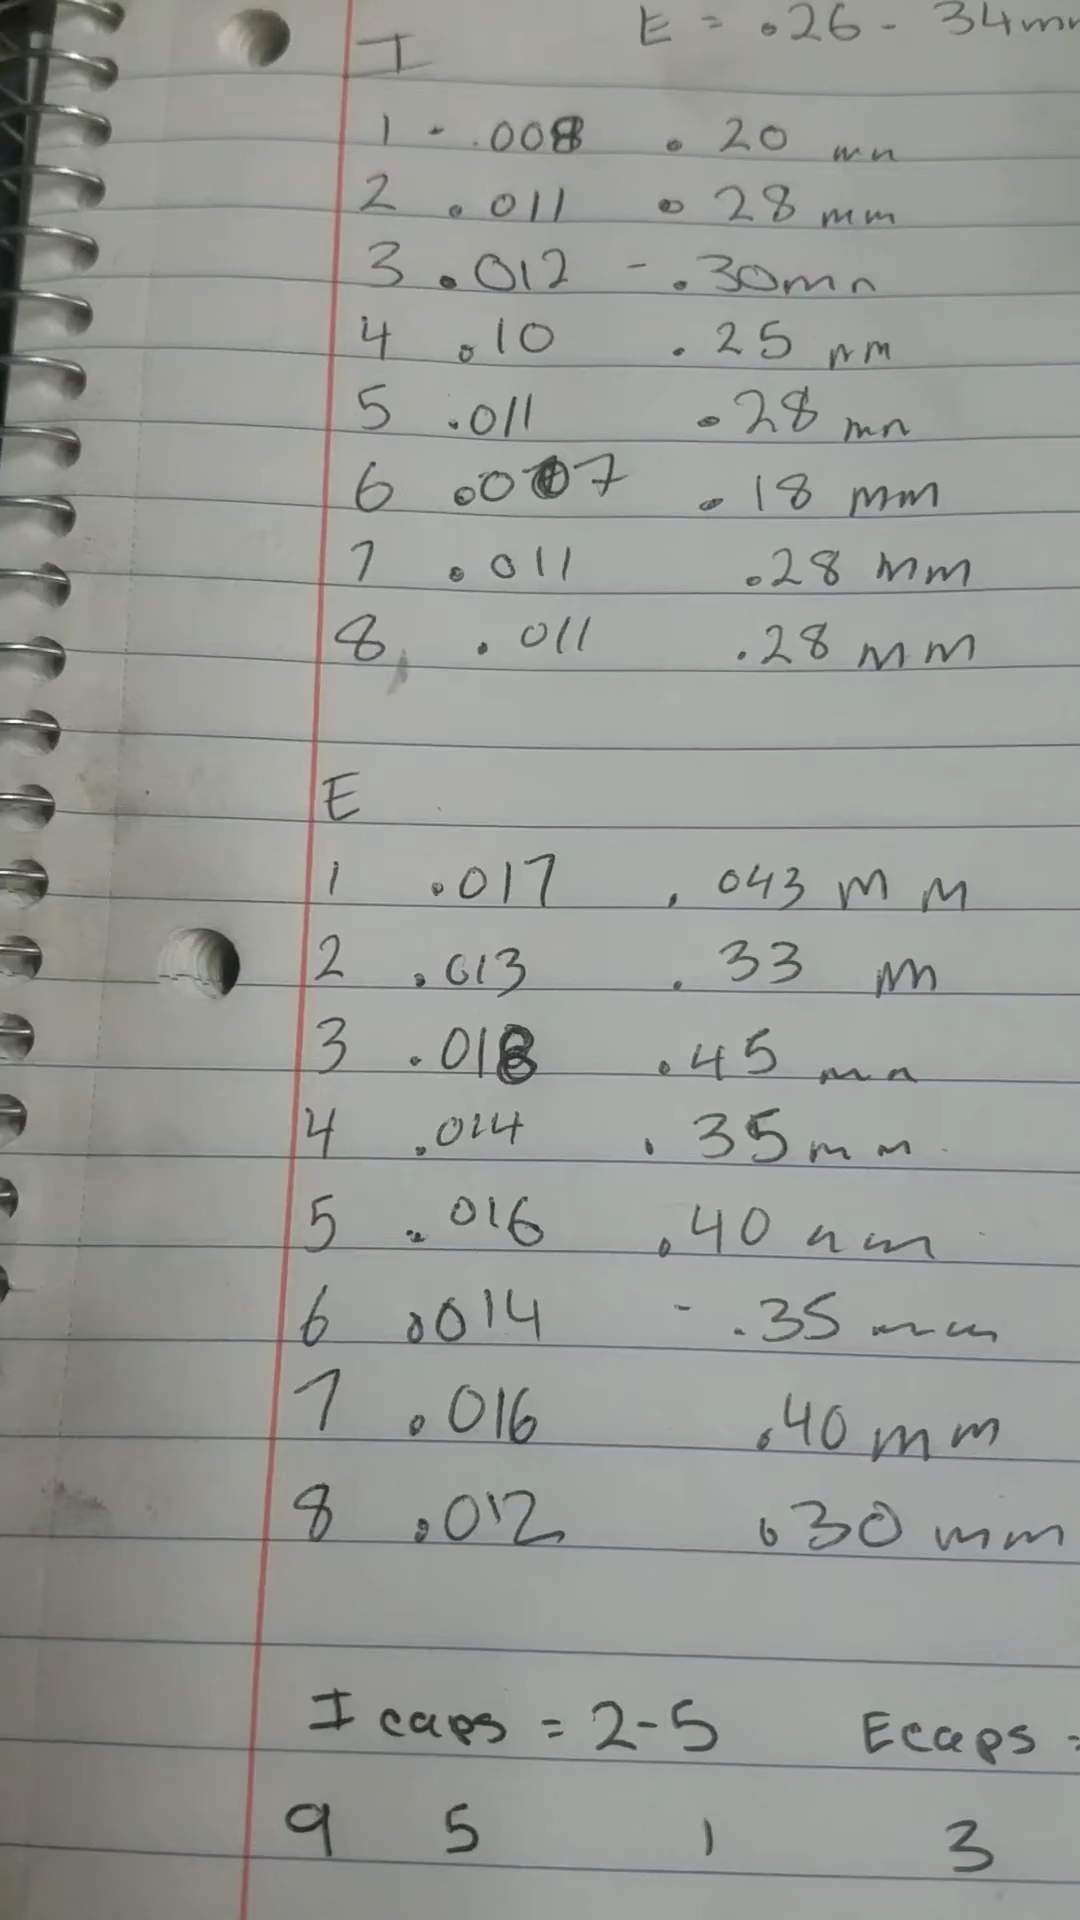 E = .26 - 34m
I
1 - .008 .20 mm
2 .011 .28 mm
3 .012 - .30mm
4 .10 .25 mm
5 .011 .28 mm
6 .007 .18 mm
7 .011 .28 mm
8 .011 .28 mm
E
1 .017 .043 MM
2 .013 .33 m
3 .018 .45 mm
4 .014 .35mm
5 .016 .40 mm
6 .014 - .35 mm
7 .016 .40 mm
8 .012 .30 mm
I caps = 2-5 Ecaps =
9 5 1 3